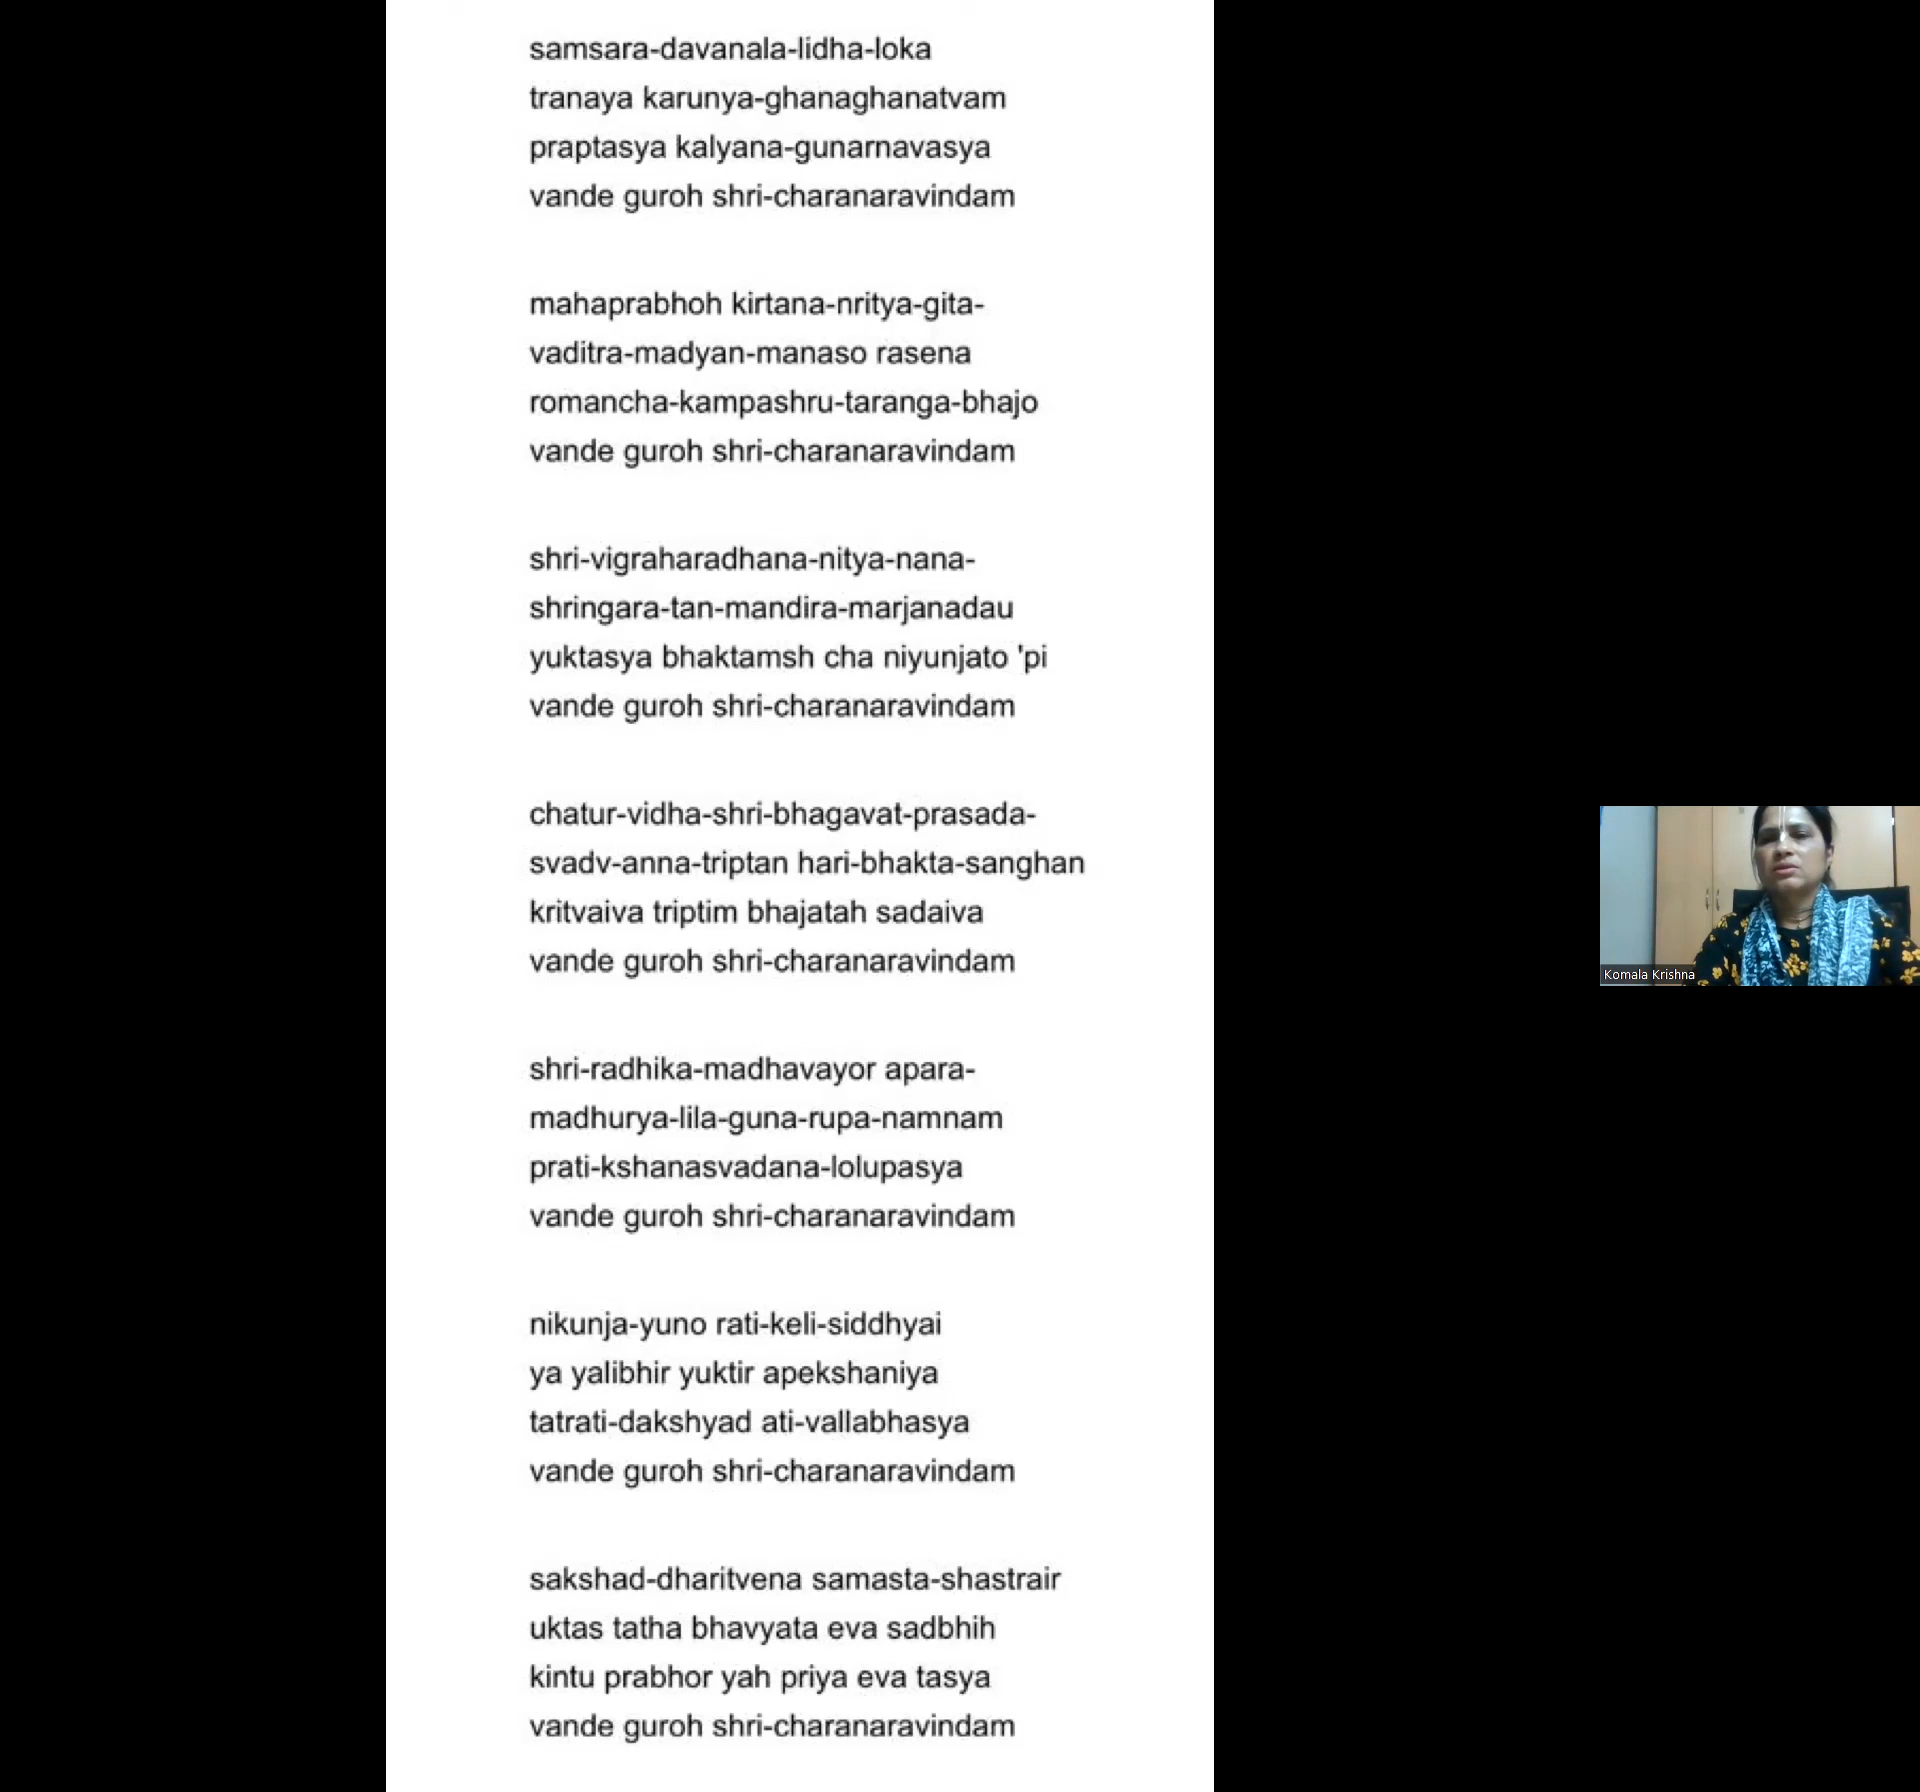 samsara-davanala-lidha-loka
tranaya karunya-ghanaghanatvam
praptasya kalyana-gunarnavasya
vande guroh shri-charanaravindam
mahaprabhoh kirtana-nritya-gita-
vaditra-madyan-manaso rasena
romancha-kampashru-taranga-bhajo
vande guroh shri-charanaravindam
shri-vigraharadhana-nitya-nana-
shringara-tan-mandira-marjanadau
yuktasya bhaktamsh cha niyunjato 'pi
vande guroh shri-charanaravindam
chatur-vidha-shri-bhagavat-prasada-
svadv-anna-triptan hari-bhakta-sanghan
kritvaiva triptim bhajatah sadaiva
vande guroh shri-charanaravindam
shri-radhika-madhavayor apara-
madhurya-lila-guna-rupa-namnam
prati-kshanasvadana-lolupasya
vande guroh shri-charanaravindam
nikunja-yuno rati-keli-siddhyai
ya yalibhir yuktir apekshaniya
tatrati-dakshyad ati-vallabhasya
vande guroh shri-charanaravindam
sakshad-dharitvena samasta-shastrair
uktas tatha bhavyata eva sadbhih
kintu prabhor yah priya eva tasya
vande guroh shri-charanaravindam
Komala Krishna